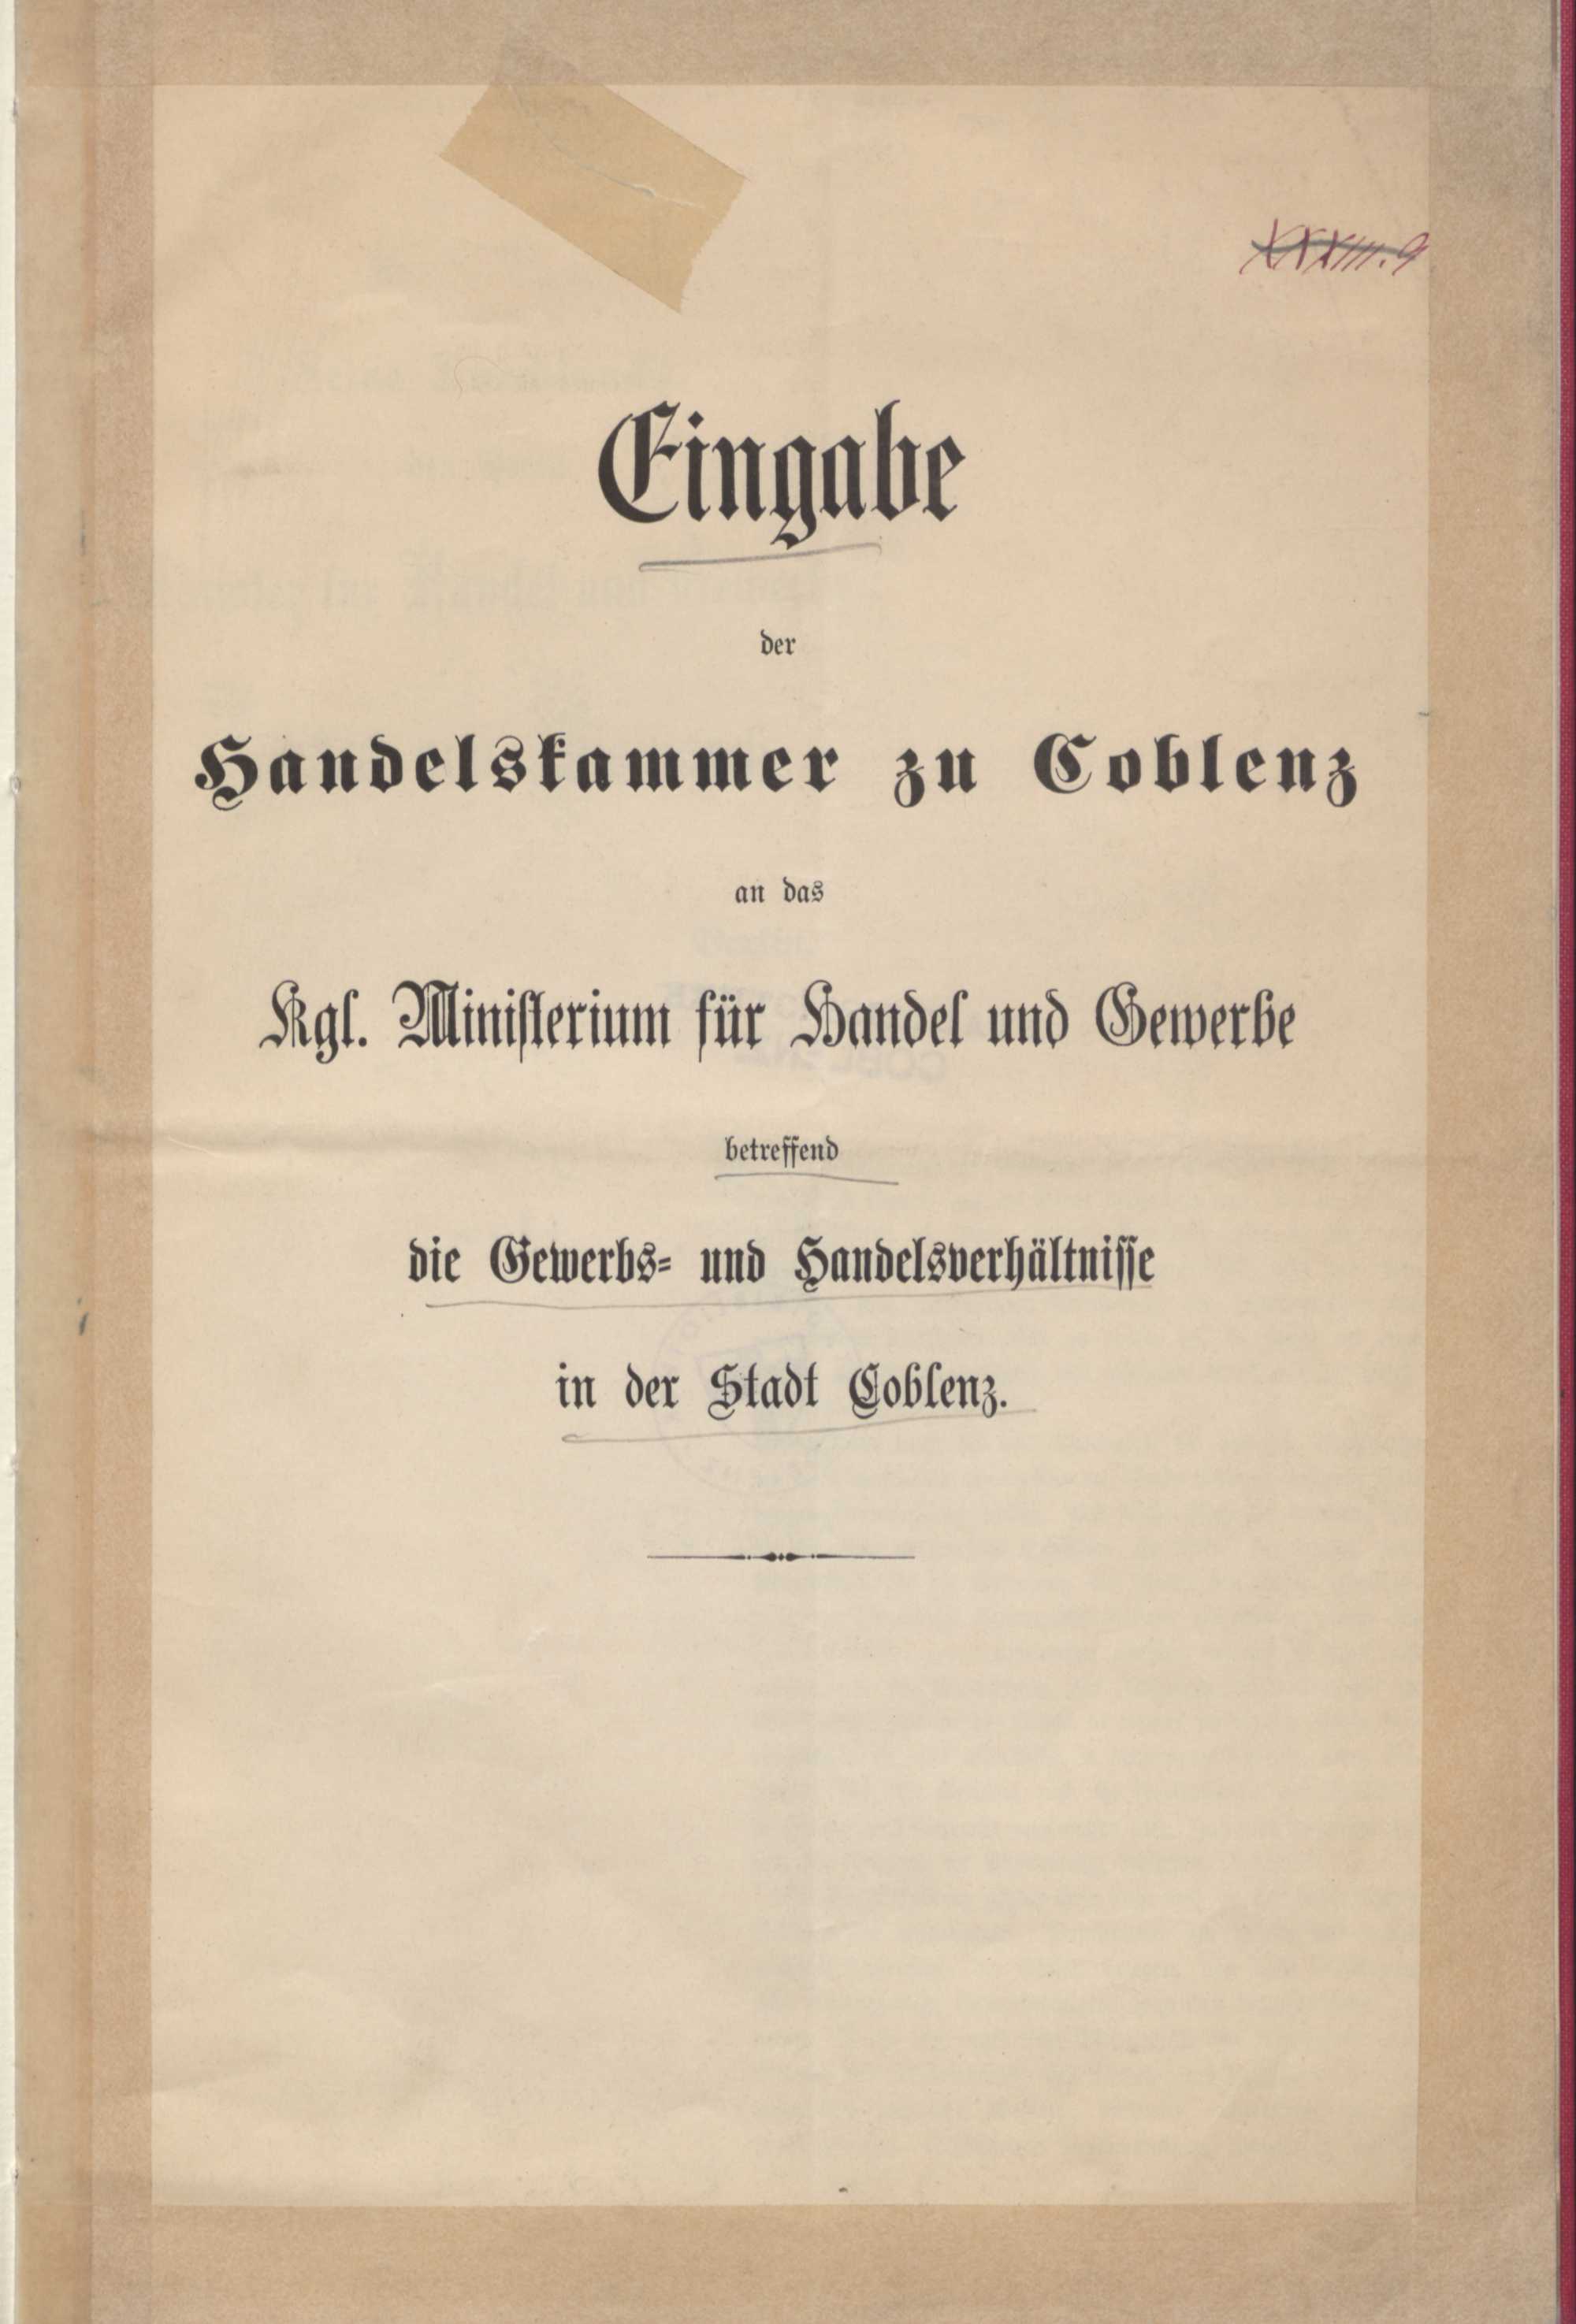 XXXIII.9
Eingabe
der
Handelskammer zu Coblenz
an das
Kgl. Ministerium für Handel und Gewerbe
betreffend
die Gewerbs- und Handelsverhältnisse
in der Stadt Coblenz.